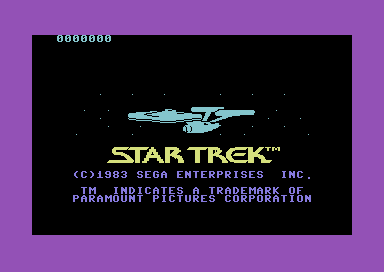 0000000
STAR TREK™
(C)1983 SEGA ENTERPRISES INC.
TM INDICATES A TRADEMARK OF
PARAMOUNT PICTURES CORPORATION